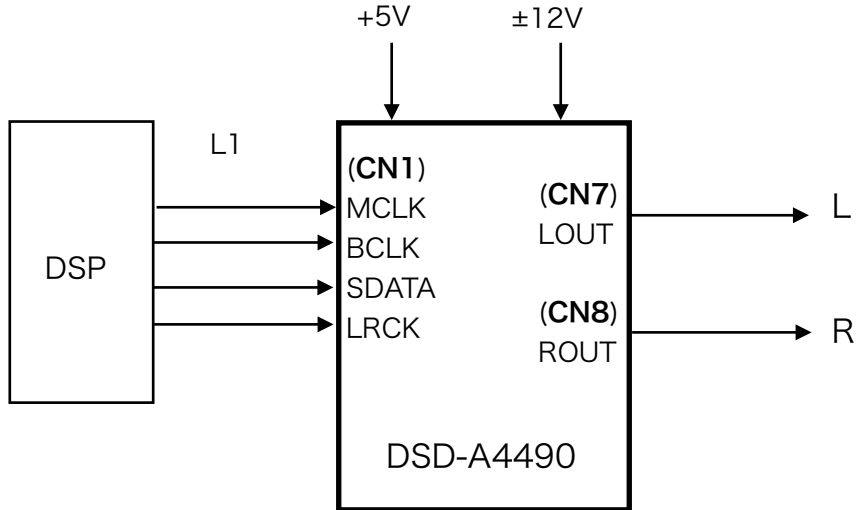 +5V
±12V
L1
DSP
(CN1)
MCLK
BCLK
SDATA
LRCK
(CN7)
LOUT
(CN8)
ROUT
L
R
DSD-A4490